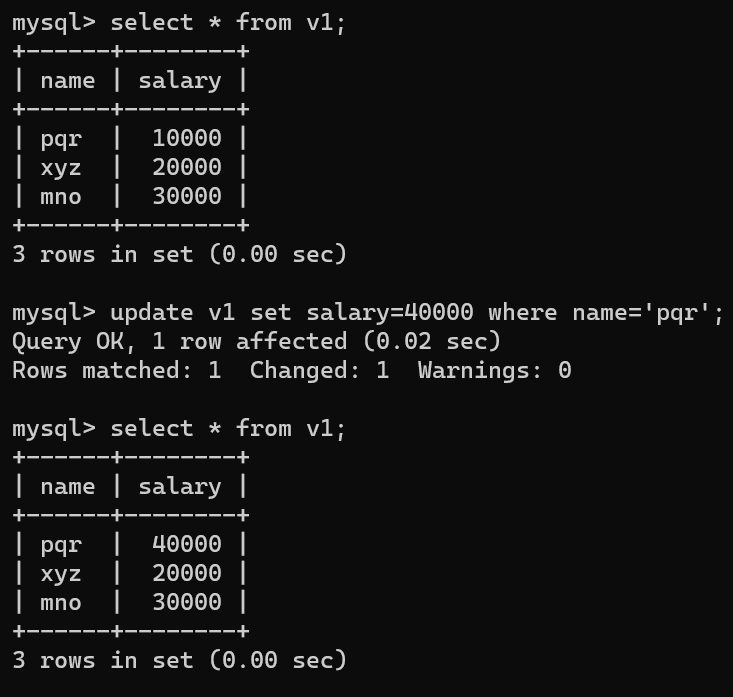 mysql> select * from v1;
+------+--------+
| name | salary |
+------+--------+
| pqr  |  10000 |
| xyz  |  20000 |
| mno  |  30000 |
+------+--------+
3 rows in set (0.00 sec)

mysql> update v1 set salary=40000 where name='pqr';
Query OK, 1 row affected (0.02 sec)
Rows matched: 1  Changed: 1  Warnings: 0

mysql> select * from v1;
+------+--------+
| name | salary |
+------+--------+
| pqr  |  40000 |
| xyz  |  20000 |
| mno  |  30000 |
+------+--------+
3 rows in set (0.00 sec)